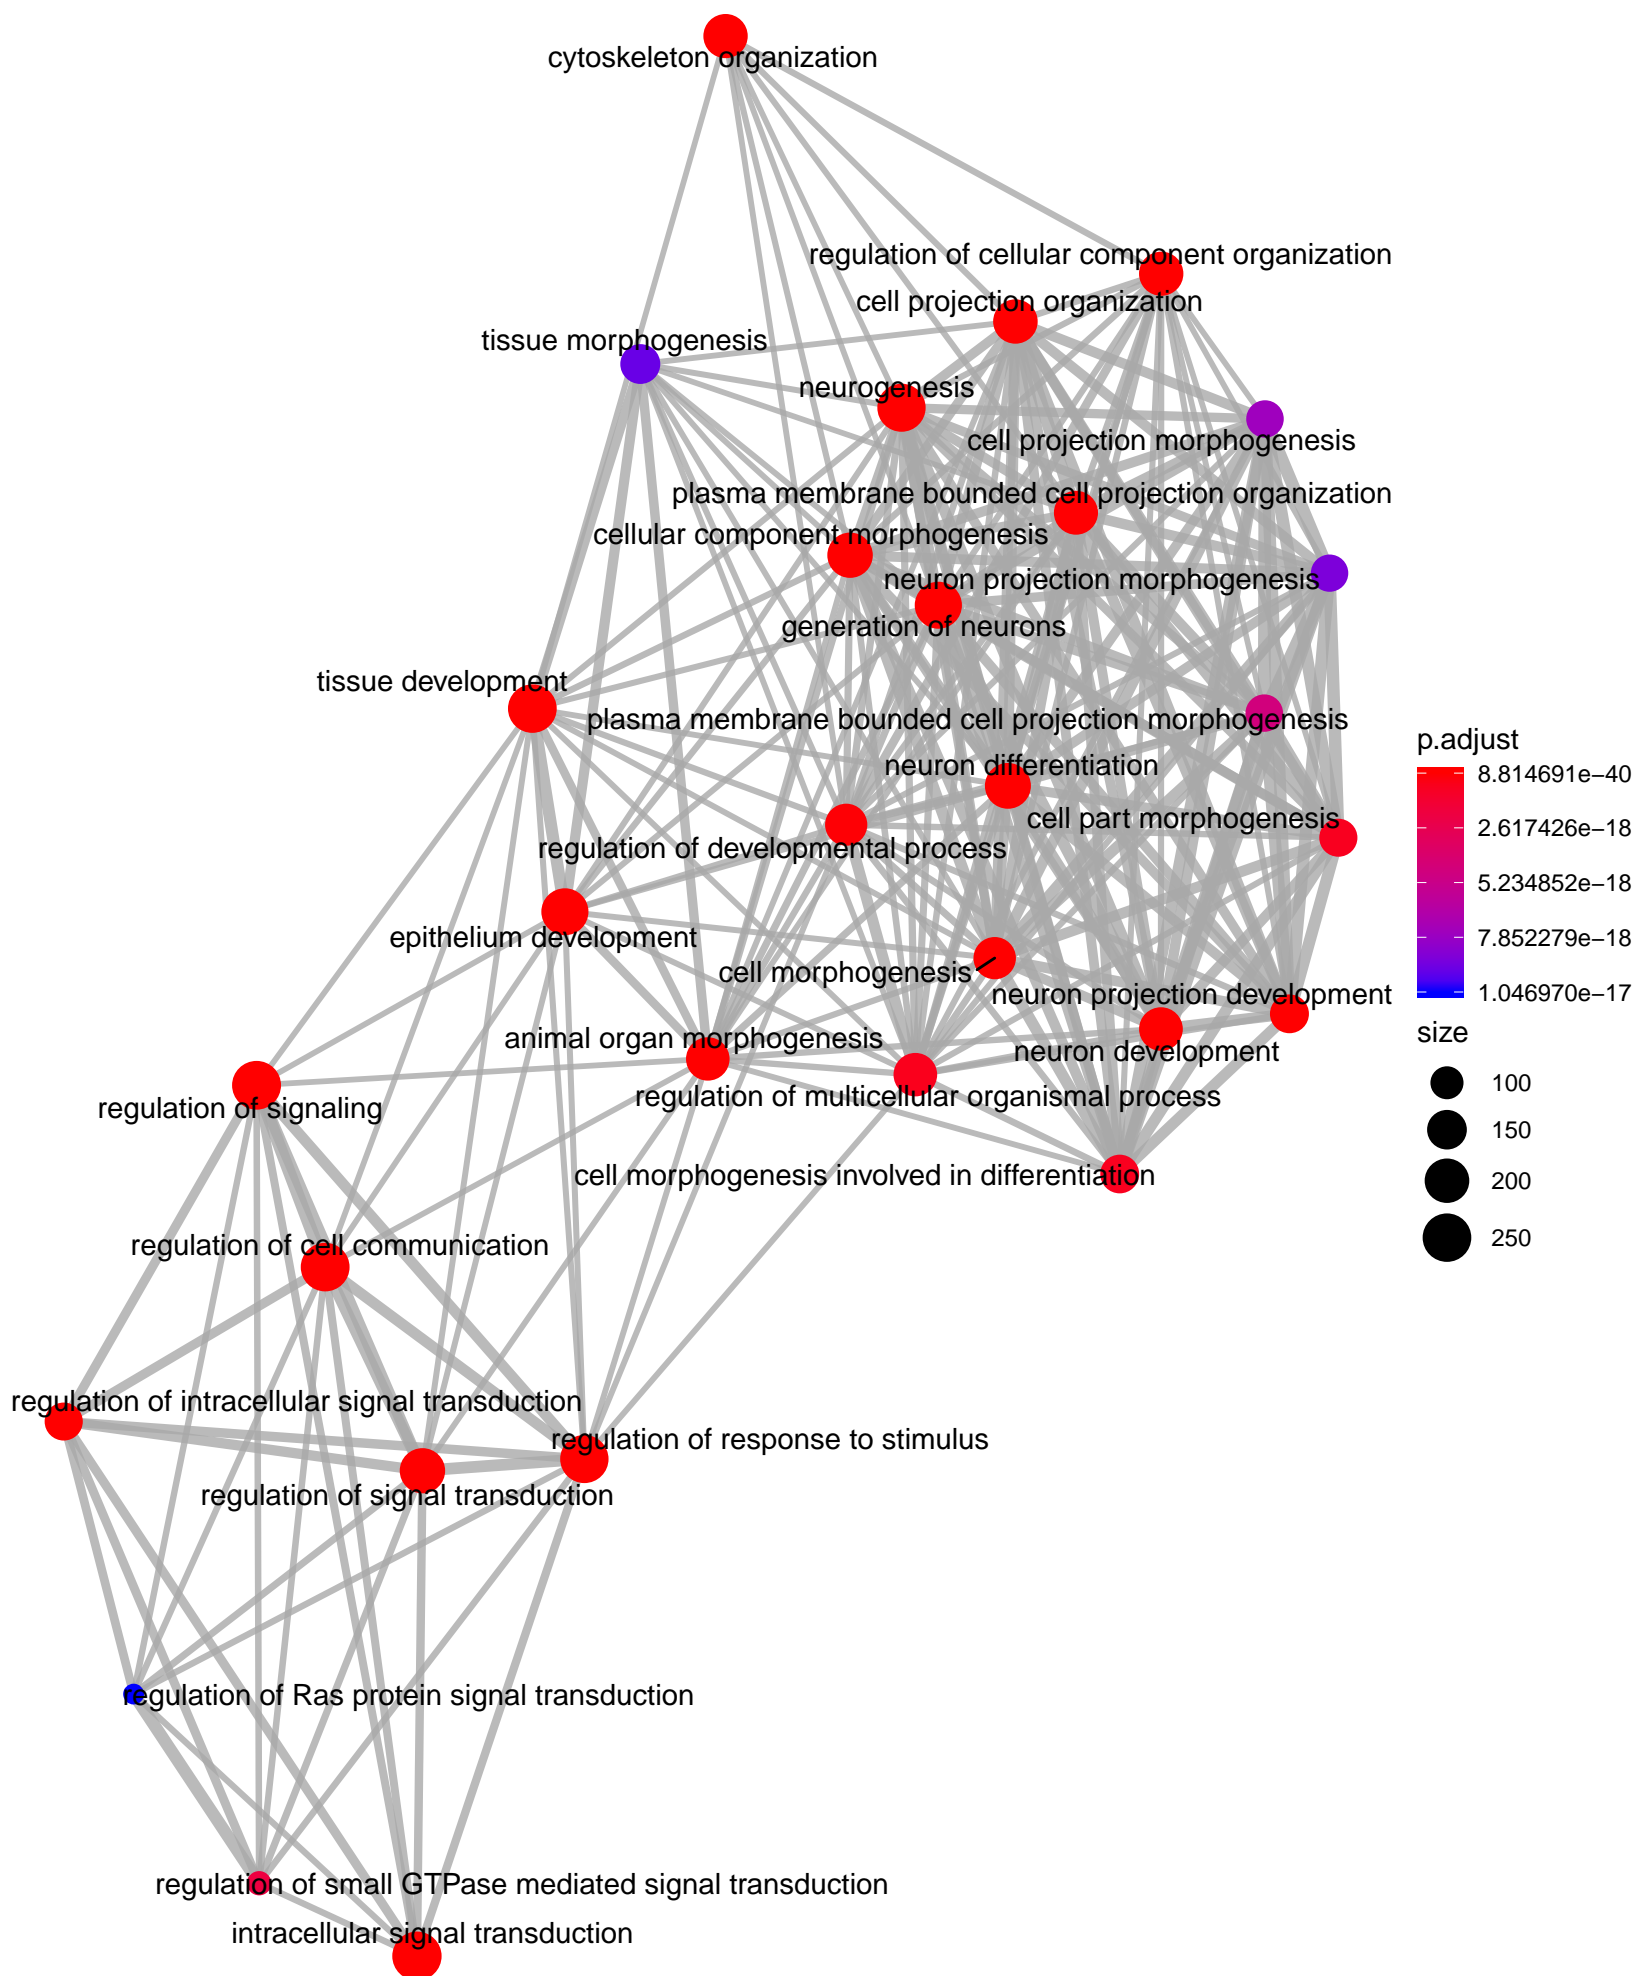 cytoskeleton organization
regulation of cellular component organization
cell projection organization
tissue morphogenesis
neurogenesis
cell projection morphogenesis
plasma membrane bounded cell projection organization
cellular component morphogenesis
neuron projection morphogenesis
generation of neurons
tissue development
plasma membrane bounded cell projection morphogenesis
neuron differentiation
cell part morphogenesis
regulation of developmental process
epithelium development
cell morphogenesis
neuron projection development
animal organ morphogenesis
neuron development
regulation of multicellular organismal process
regulation of signaling
cell morphogenesis involved in differentiation
regulation of cell communication
regulation of intracellular signal transduction
regulation of response to stimulus
regulation of signal transduction
regulation of Ras protein signal transduction
regulation of small GTPase mediated signal transduction
intracellular signal transduction
p.adjust
8.814691e−40
2.617426e−18
5.234852e−18
7.852279e−18
1.046970e−17
size
100
150
200
250